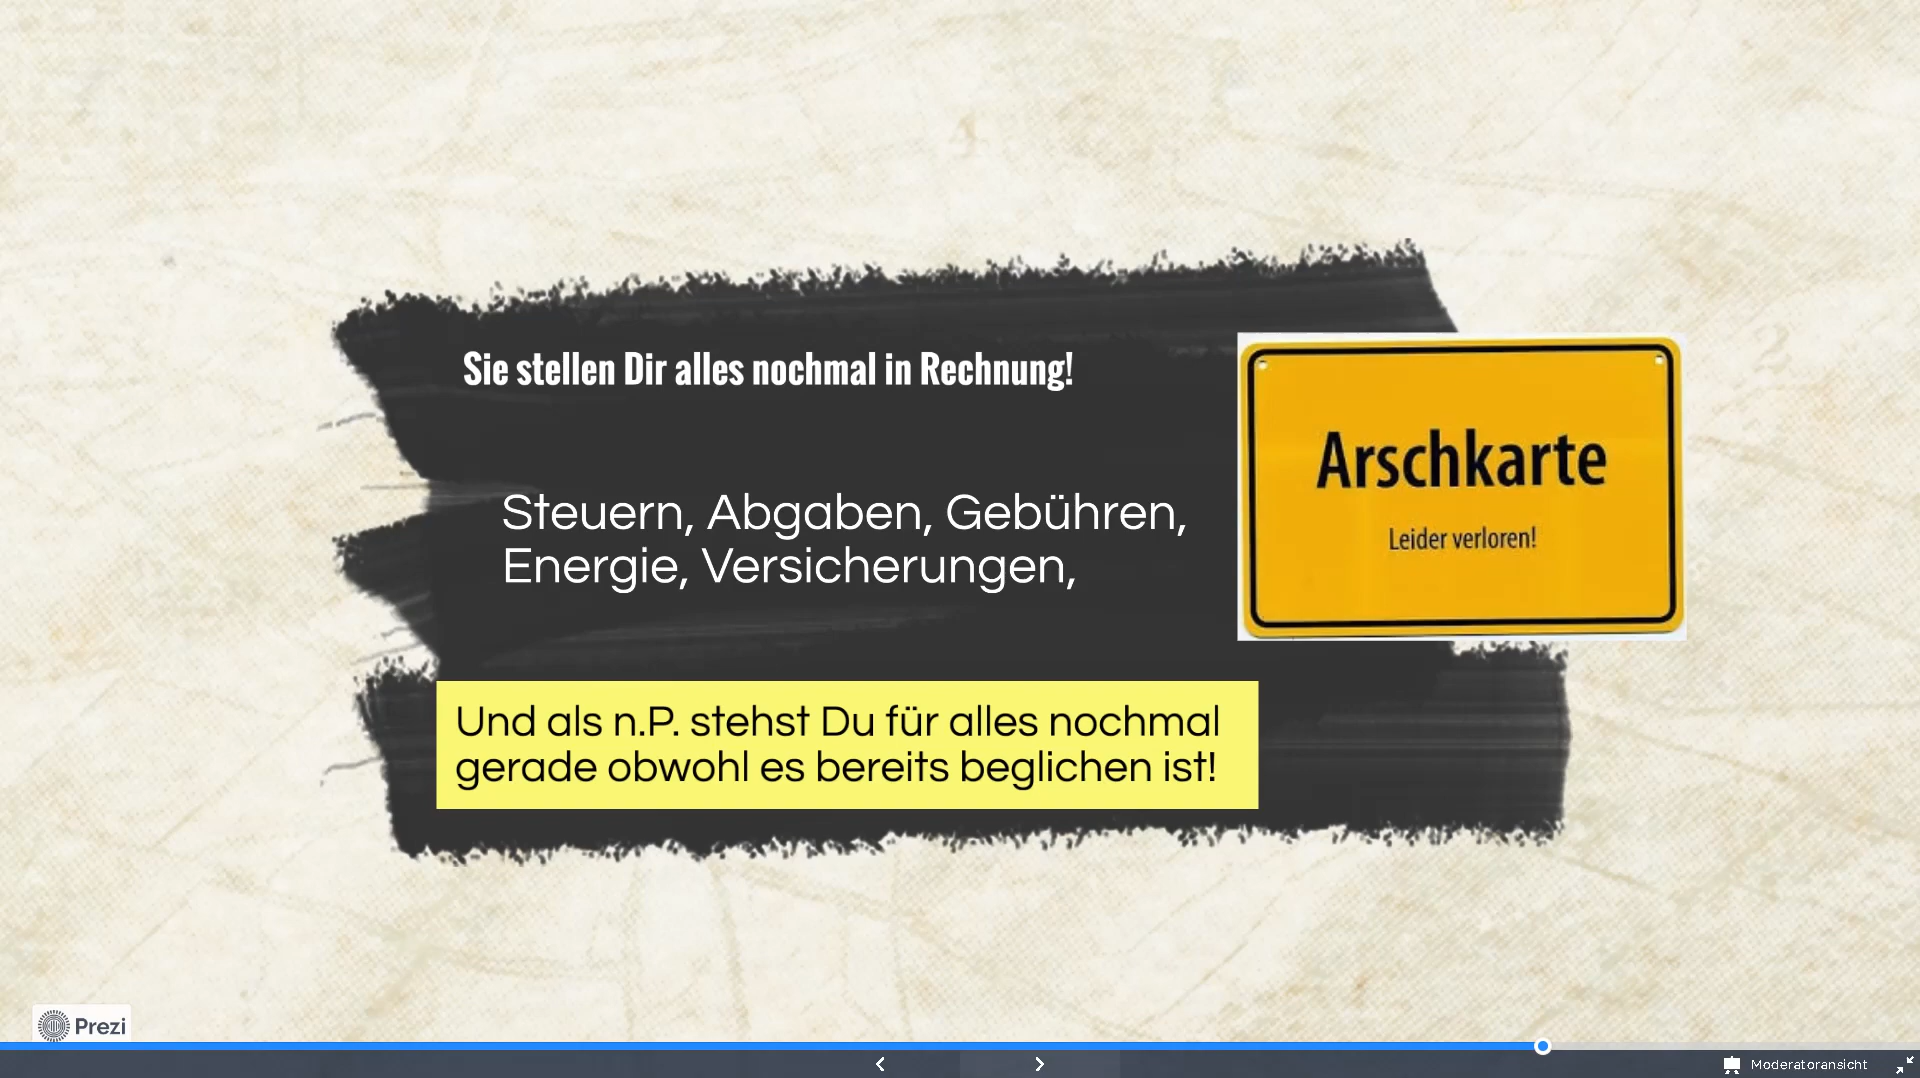 Sie stellen Dir alles nochmal in Rechnung!
Steuern, Abgaben, Gebühren,
Energie, Versicherungen,
Arschkarte
Leider verloren!
Und als n.P. stehst Du für alles nochmal
gerade obwohl es bereits beglichen ist!
Prezi
Moderatoransicht